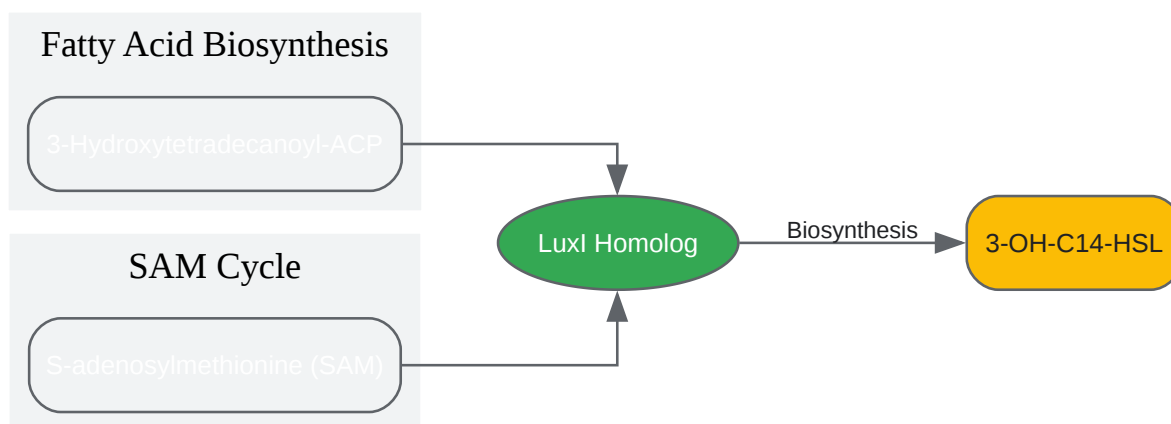 Fatty Acid Biosynthesis
3-Hydroxytetradecanoyl-ACP
SAM Cycle
S-adenosylmethionine (SAM)
LuxI Homolog
Biosynthesis
3-OH-C14-HSL